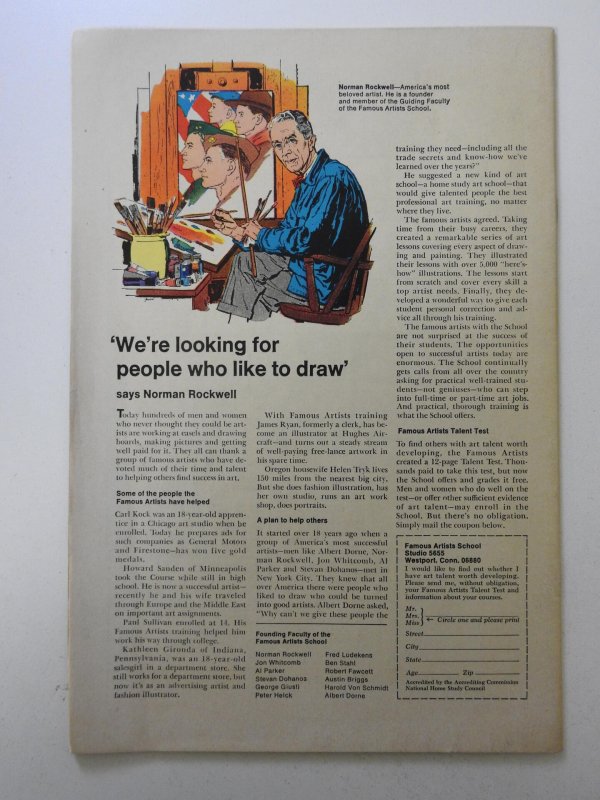 Norman Rockwell—America's most
beloved artist. He is a founder
and member of the Guiding Faculty
of the Famous Artists School.
'We're looking for
people who like to draw'
says Norman Rockwell
Today hundreds of men and women
who never thought they could be art-
ists are working at easels and drawing
boards, making pictures and getting
well paid for it. They all can thank a
group of famous artists who have de-
voted much of their time and talent
to helping others find success in art.
Some of the people the
Famous Artists have helped
Carl Kock was an 18-year-old appren-
tice in a Chicago art studio when he
enrolled. Today he prepares ads for
such companies as General Motors
and Firestone—has won five gold
medals.
Howard Sanden of Minneapolis
took the Course while still in high
school. He is now a successful artist—
recently he and his wife traveled
through Europe and the Middle East
on important art assignments.
Paul Sullivan enrolled at 14. His
Famous Artists training helped him
work his way through college.
Kathleen Gironda of Indiana,
Pennsylvania, was an 18-year-old
salesgirl in a department store. She
still works for a department store, but
now it's as an advertising artist and
fashion illustrator.
With Famous Artists training
James Ryan, formerly a clerk, has be-
come an illustrator at Hughes Air-
craft—and turns out a steady stream
of well-paying free-lance artwork in
his spare time.
Oregon housewife Helen Tryk lives
150 miles from the nearest big city.
But she does fashion illustration, has
her own studio, runs an art work
shop, does portraits.
A plan to help others
It started over 18 years ago when a
group of America's most successful
artists—men like Albert Dorne, Nor-
man Rockwell, Jon Whitcomb, Al
Parker and Stevan Dohanos—met in
New York City. They knew that all
over America there were people who
liked to draw who could be turned
into good artists. Albert Dorne asked,
"Why can't we give these people the
Founding Faculty of the
Famous Artists School
Norman Rockwell Fred Ludekens
Jon Whitcomb Ben Stahl
Al Parker Robert Fawcett
Stevan Dohanos Austin Briggs
George Giusti Harold Von Schmidt
Peter Helck Albert Dorne
training they need—including all the
trade secrets and know-how we've
learned over the years?"
He suggested a new kind of art
school—a home study art school—that
would give talented people the best
professional art training, no matter
where they live.
The famous artists agreed. Taking
time from their busy careers, they
created a remarkable series of art
lessons covering every aspect of draw-
ing and painting. They illustrated
their lessons with over 5,000 "here's
how" illustrations. The lessons start
from scratch and cover every skill a
top artist needs. Finally, they de-
veloped a wonderful way to give each
student personal correction and ad-
vice all through his training.
The famous artists with the School
are not surprised at the success of
their students. The opportunities
open to successful artists today are
enormous. The School continually
gets calls from all over the country
asking for practical well-trained stu-
dents—not geniuses—who can step
into full-time or part-time art jobs.
And practical, thorough training is
what the School offers.
Famous Artists Talent Test
To find others with art talent worth
developing, the Famous Artists
created a 12-page Talent Test. Thou-
sands paid to take this test, but now
the School offers and grades it free.
Men and women who do well on the
test—or offer other sufficient evidence
of art talent—may enroll in the
School. But there's no obligation.
Simply mail the coupon below.
Famous Artists School
Studio 5655
Westport, Conn. 06880
I would like to find out whether I
have art talent worth developing.
Please send me, without obligation,
your Famous Artists Talent Test and
information about your courses.
Mr.
Mrs. ← Circle one and please print
Miss
Street
City
State
Age Zip
Accredited by the Accrediting Commission
National Home Study Council